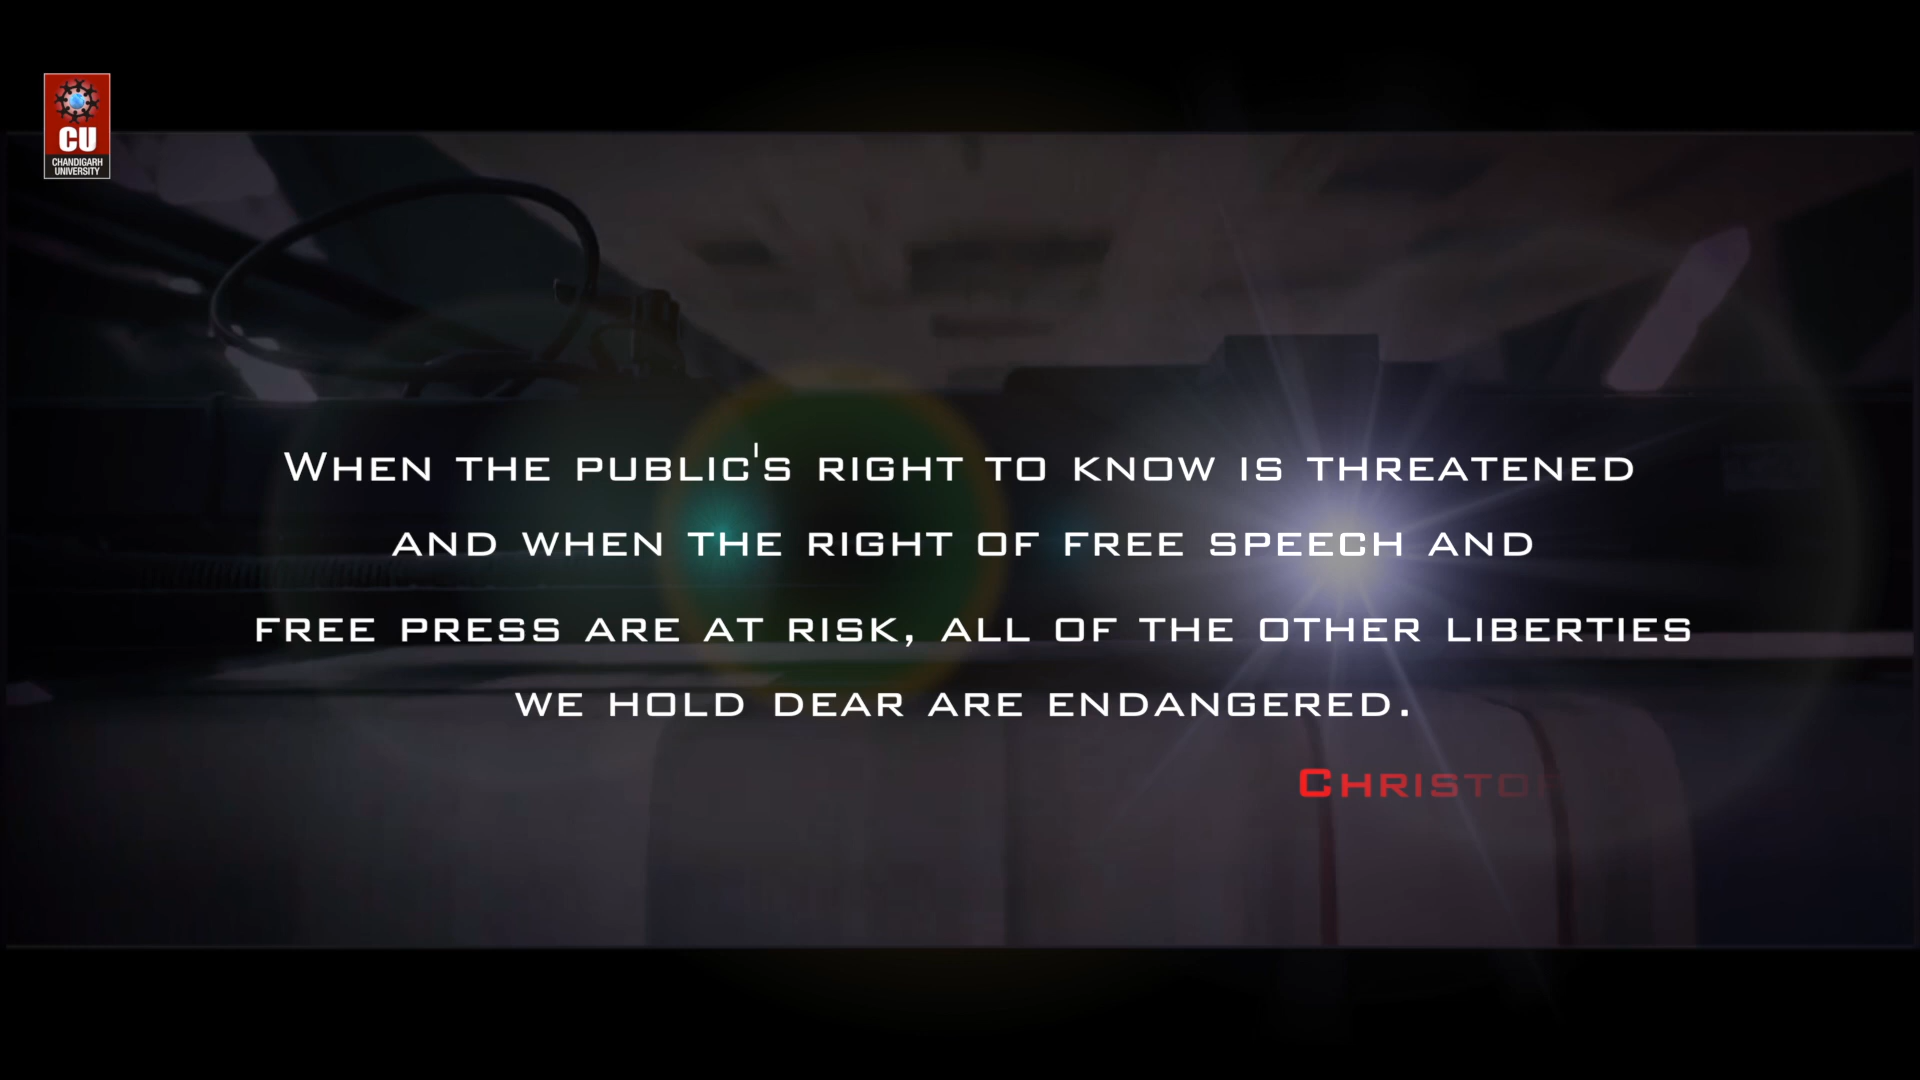 CU
CHANDIGARH
UNIVERSITY
When the public's right to know is threatened
and when the right of free speech and
free press are at risk, all of the other liberties
we hold dear are endangered.